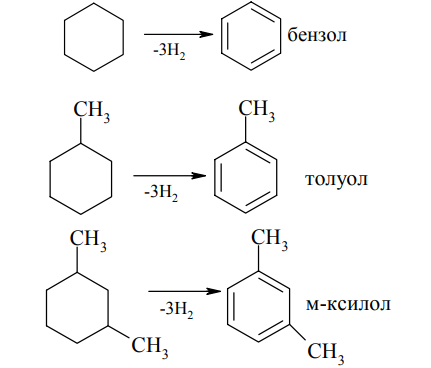 -3H₂
бензол
CH₃ CH₃
-3H₂
толуол
CH₃ CH₃
-3H₂
м-ксилол
CH₃ CH₃